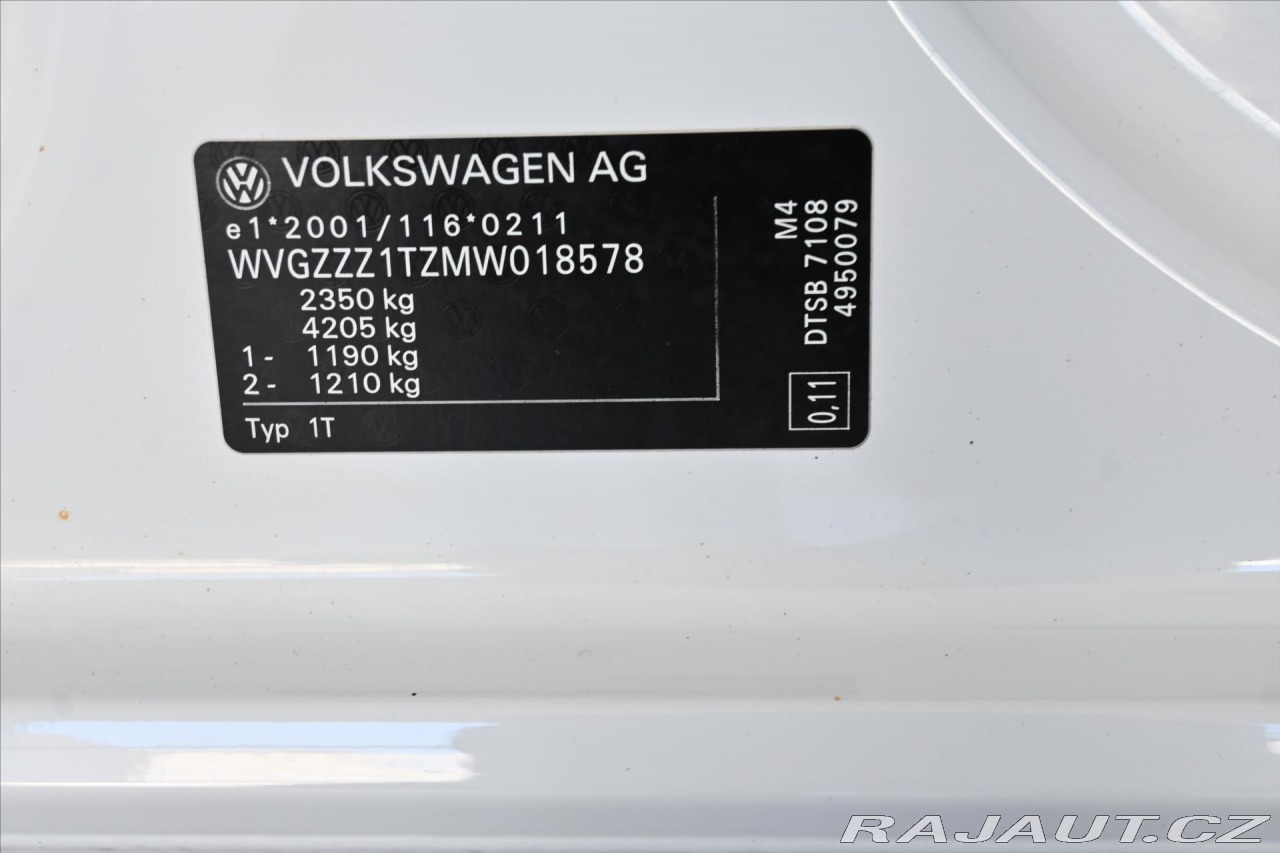 VOLKSWAGEN AG
e1*2001/116*0211
WVGZZZ1TZMW018578
2350 kg
4205 kg
1- 1190 kg
2- 1210 kg
Typ 1T
M4
DTSB 7108
4950079
0,11
RAJAUT.CZ